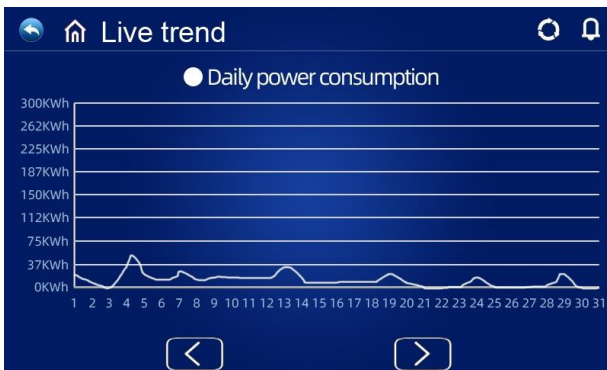 Live trend
Daily power consumption
300KWh
262KWh
225KWh
187KWh
150KWh
112KWh
75KWh
37KWh
0KWh
1 2 3 4 5 6 7 8 9 10 11 12 13 14 15 16 17 18 19 20 21 22 23 24 25 26 27 28 29 30 31